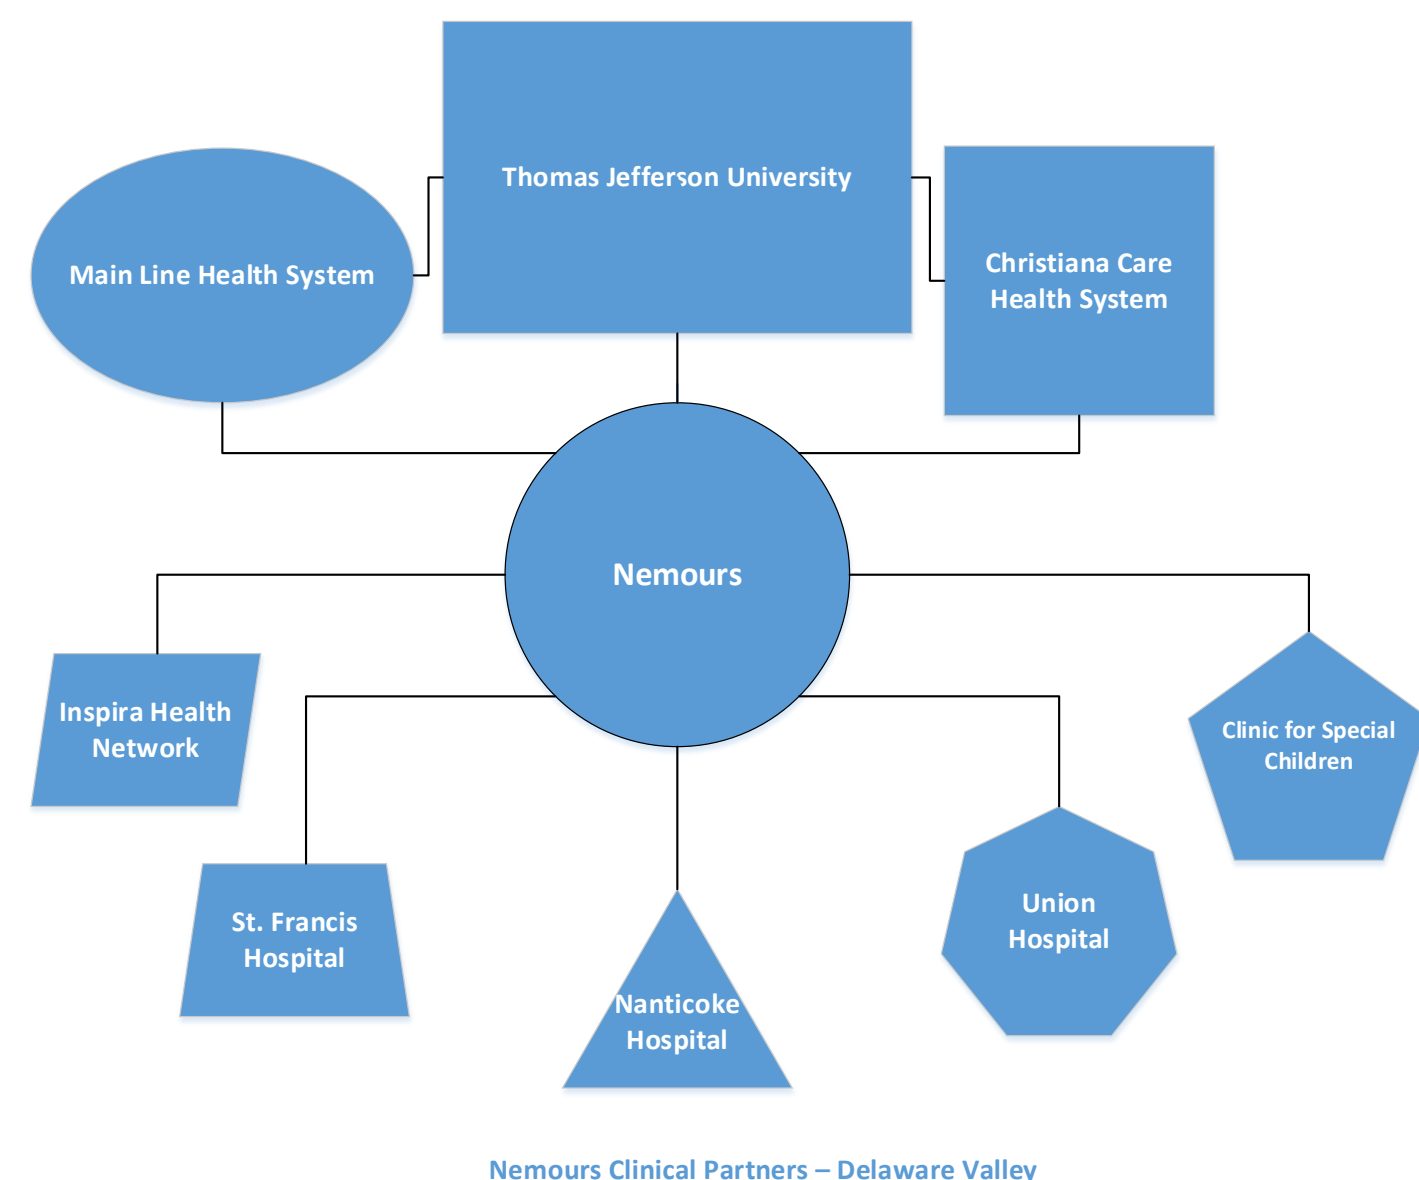 Thomas Jefferson University
Main Line Health System
Christiana Care
Health System
Nemours
Inspira Health
Network
Clinic for Special
Children
St. Francis
Hospital
Union
Hospital
Nanticoke
Hospital
Nemours Clinical Partners – Delaware Valley